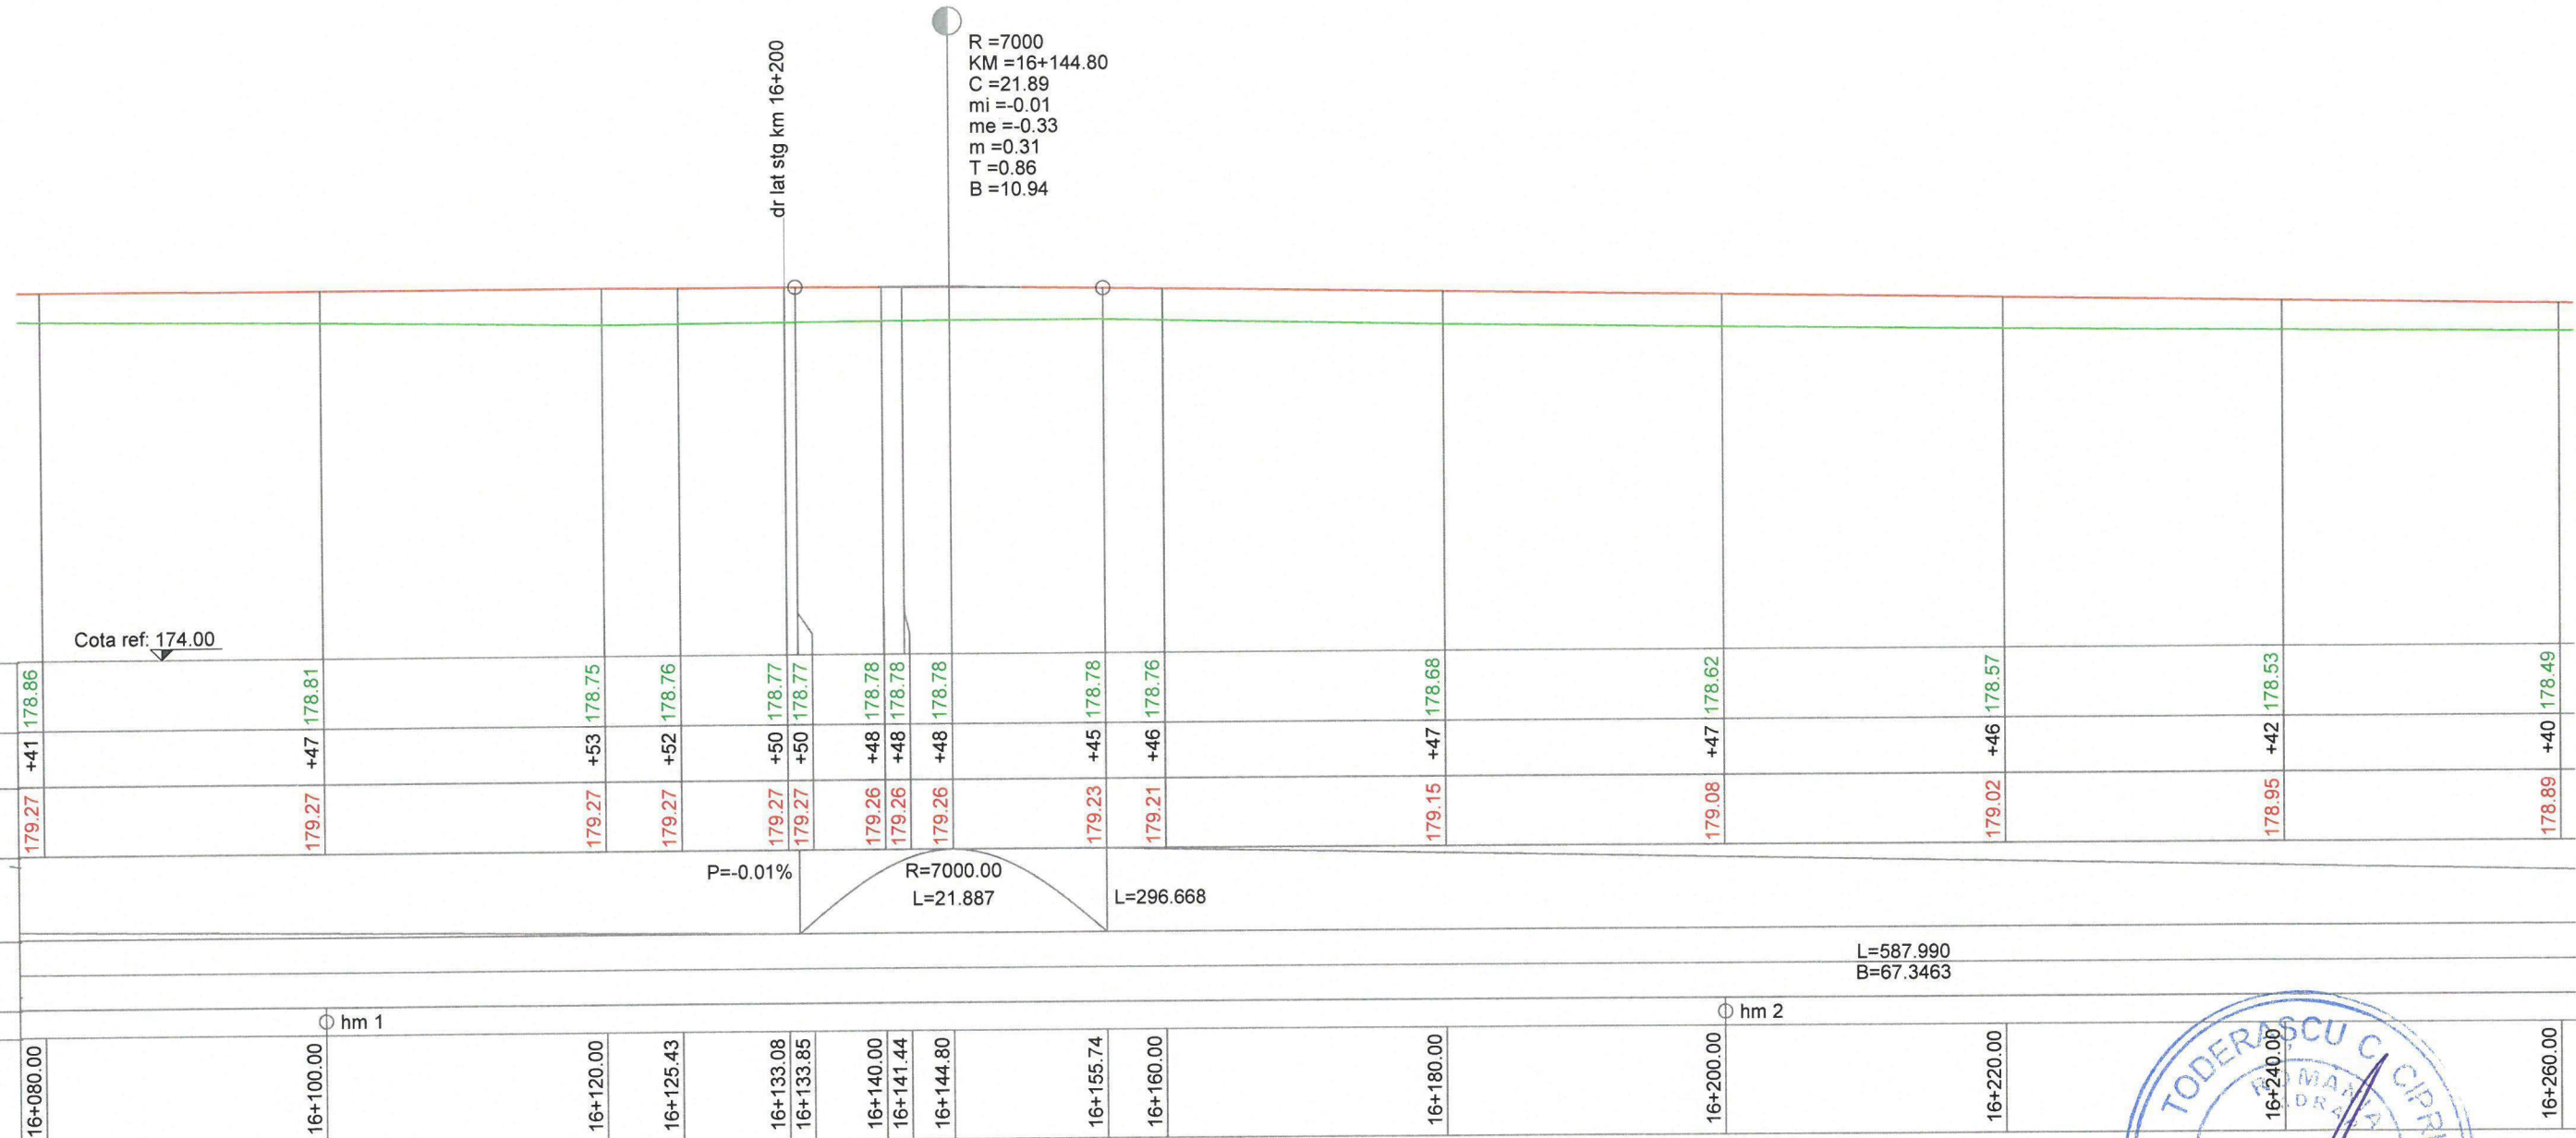 dr lat stg km 16+200
R =7000
KM =16+144.80
C =21.89
mi =-0.01
me =-0.33
m =0.31
T =0.86
B =10.94
Cota ref: 174.00
178.86 178.81 178.75 178.76 178.77 178.77 178.78 178.78 178.78 178.78 178.76 178.68 178.62 178.57 178.53 178.49
+41 +47 +53 +52 +50 +50 +48 +48 +48 +45 +46 +47 +47 +46 +42 +40
179.27 179.27 179.27 179.27 179.27 179.27 179.26 179.26 179.26 179.23 179.21 179.15 179.08 179.02 178.95 178.89
P=-0.01%
R=7000.00
L=21.887
L=296.668
L=587.990
B=67.3463
hm 1
hm 2
16+080.00 16+100.00 16+120.00 16+125.43 16+133.08 16+133.85 16+140.00 16+141.44 16+144.80 16+155.74 16+160.00 16+180.00 16+200.00 16+220.00 16+240.00 16+260.00
TODERAȘCU C.